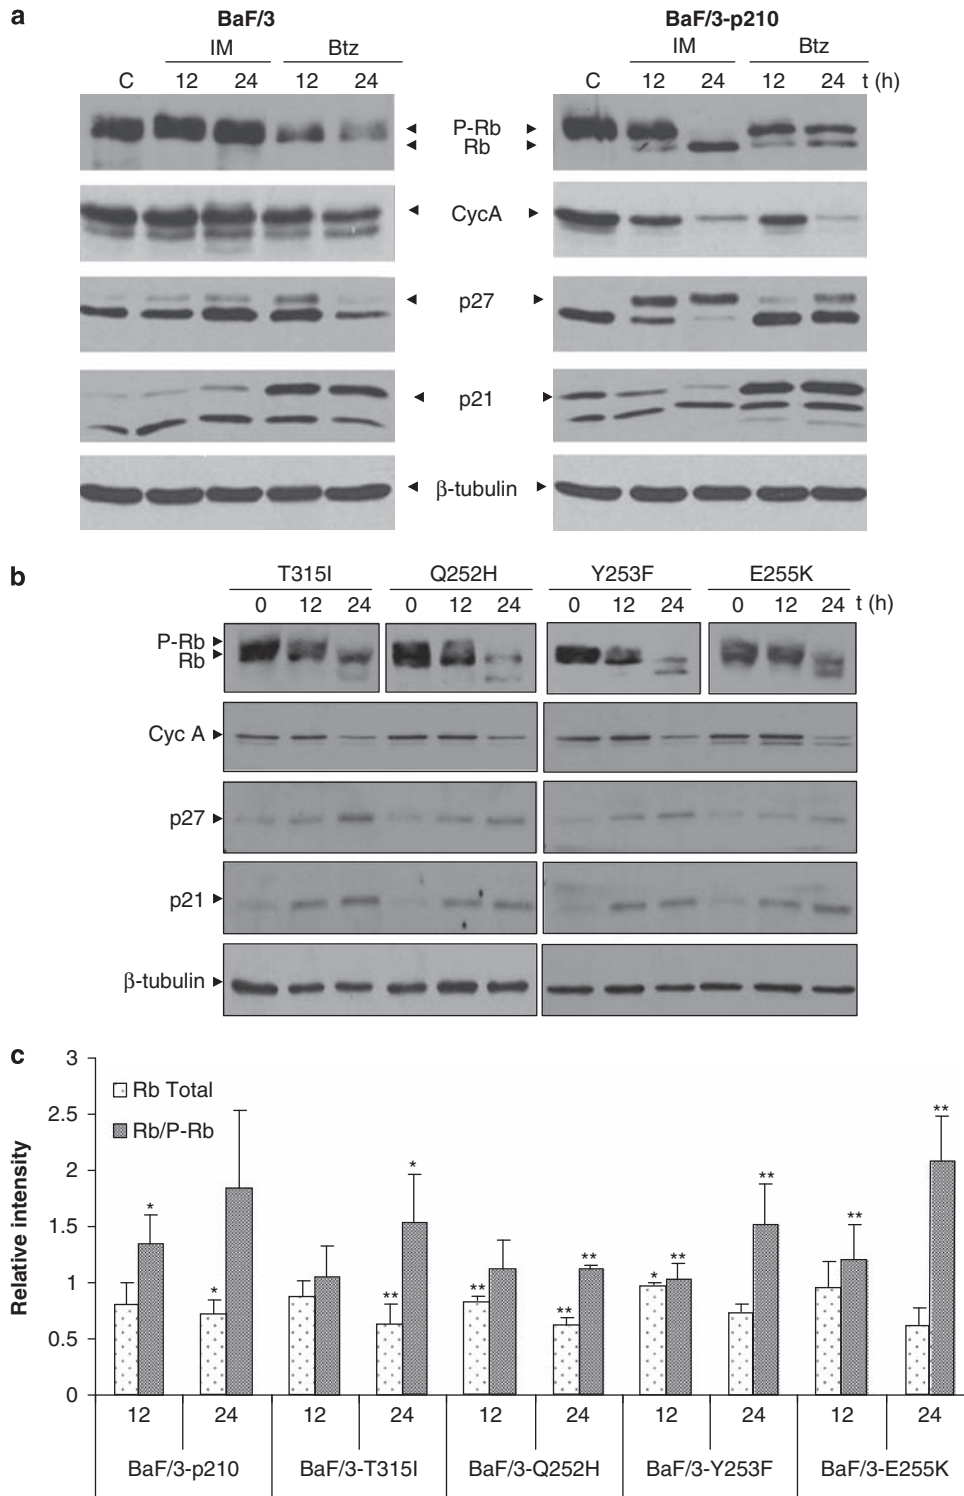 a
BaF/3
BaF/3-p210
IM Btz
IM Btz
C 12 24 12 24
C 12 24 12 24 t (h)
P-Rb
Rb
CycA
p27
p21
β-tubulin
b
T315I Q252H Y253F E255K
0 12 24 0 12 24 0 12 24 0 12 24 t (h)
P-Rb
Rb
Cyc A
p27
p21
β-tubulin
c
Relative intensity
3
2.5
2
1.5
1
0.5
0
Rb Total
Rb/P-Rb
* * * ** ** ** ** * ** ** ** **
12 24 12 24 12 24 12 24 12 24
BaF/3-p210 BaF/3-T315I BaF/3-Q252H BaF/3-Y253F BaF/3-E255K